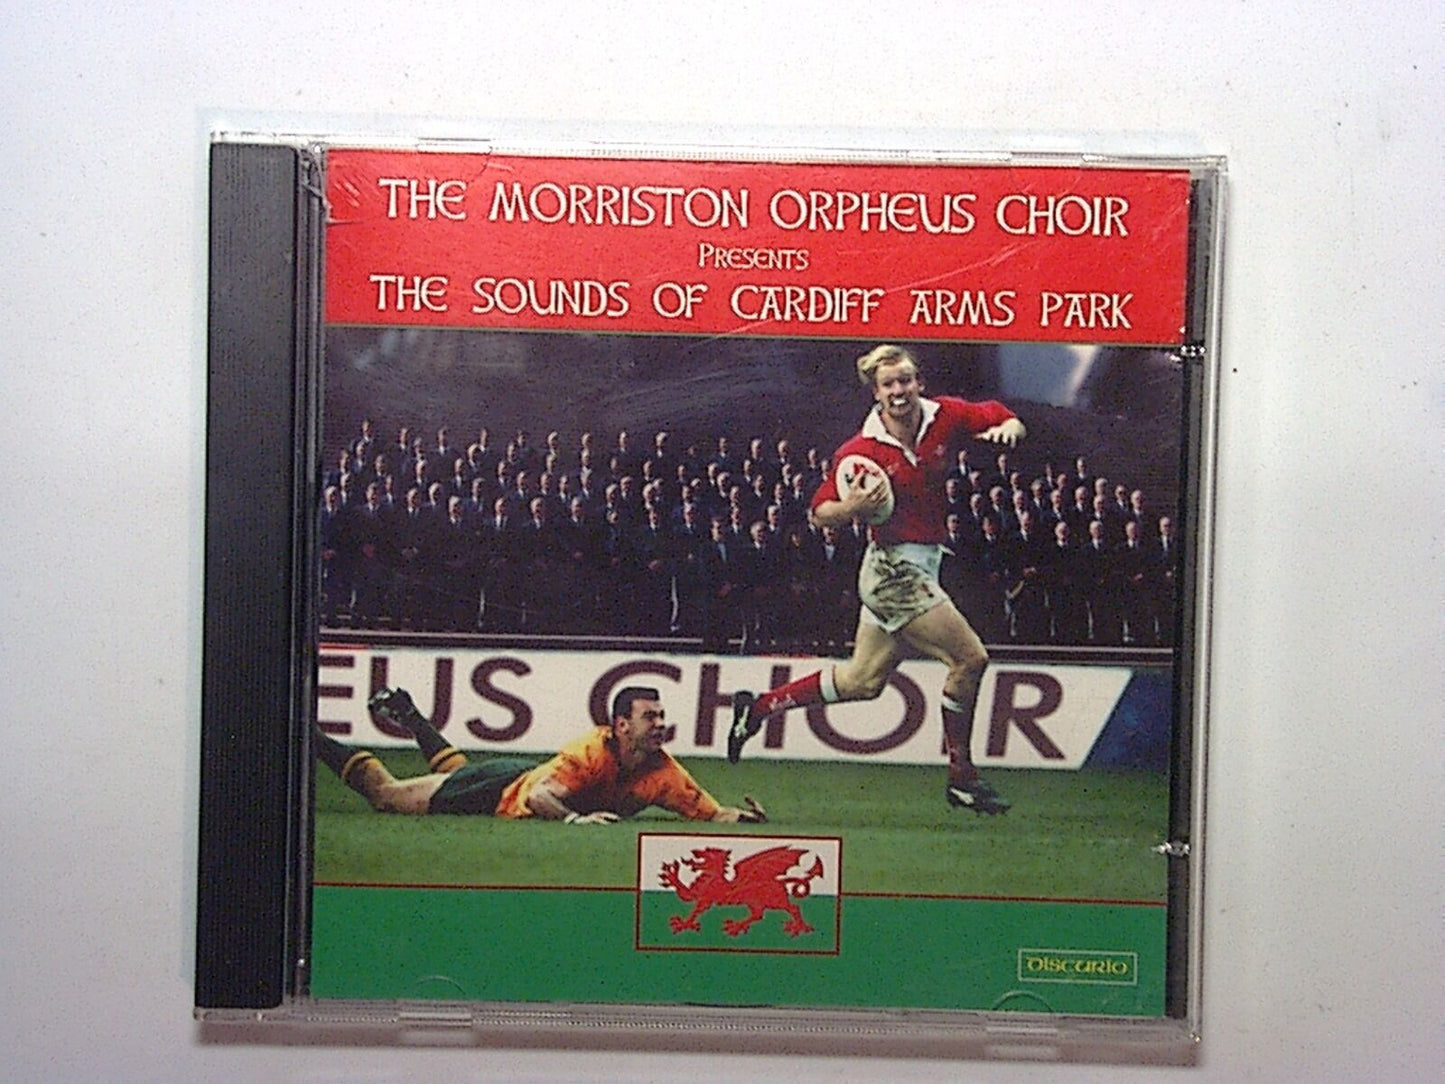 THE MORRISTON ORPHEUS CHOIR
PRESENTS
THE SOUNDS OF CARDIFF ARMS PARK
EUS CHOIR
DISCURIO